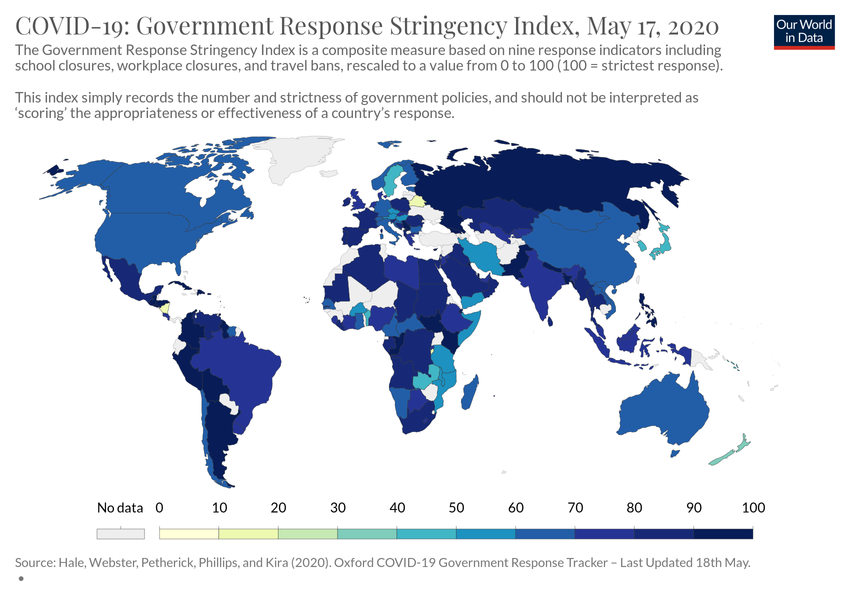 COVID-19: Government Response Stringency Index, May 17, 2020
Our World
in Data
The Government Response Stringency Index is a composite measure based on nine response indicators including
school closures, workplace closures, and travel bans, rescaled to a value from 0 to 100 (100 = strictest response).
This index simply records the number and strictness of government policies, and should not be interpreted as
‘scoring’ the appropriateness or effectiveness of a country’s response.
No data 0 10 20 30 40 50 60 70 80 90 100
Source: Hale, Webster, Petherick, Phillips, and Kira (2020). Oxford COVID-19 Government Response Tracker – Last Updated 18th May.